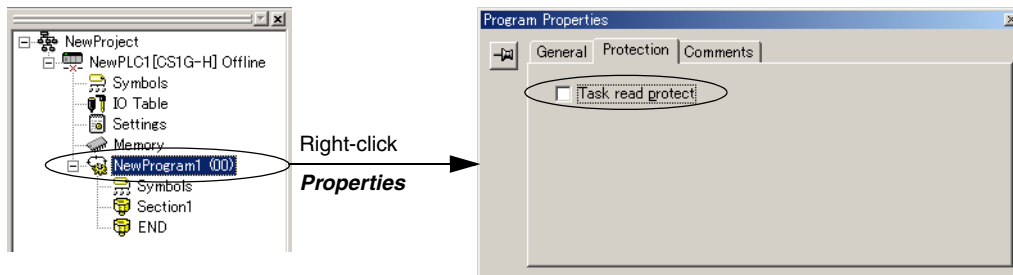 NewProject
NewPLC1[CS1G-H] Offline
Symbols
IO Table
Settings
Memory
NewProgram1 (00)
Symbols
Section1
END
Right-click
Properties
Program Properties
General Protection Comments
Task read protect